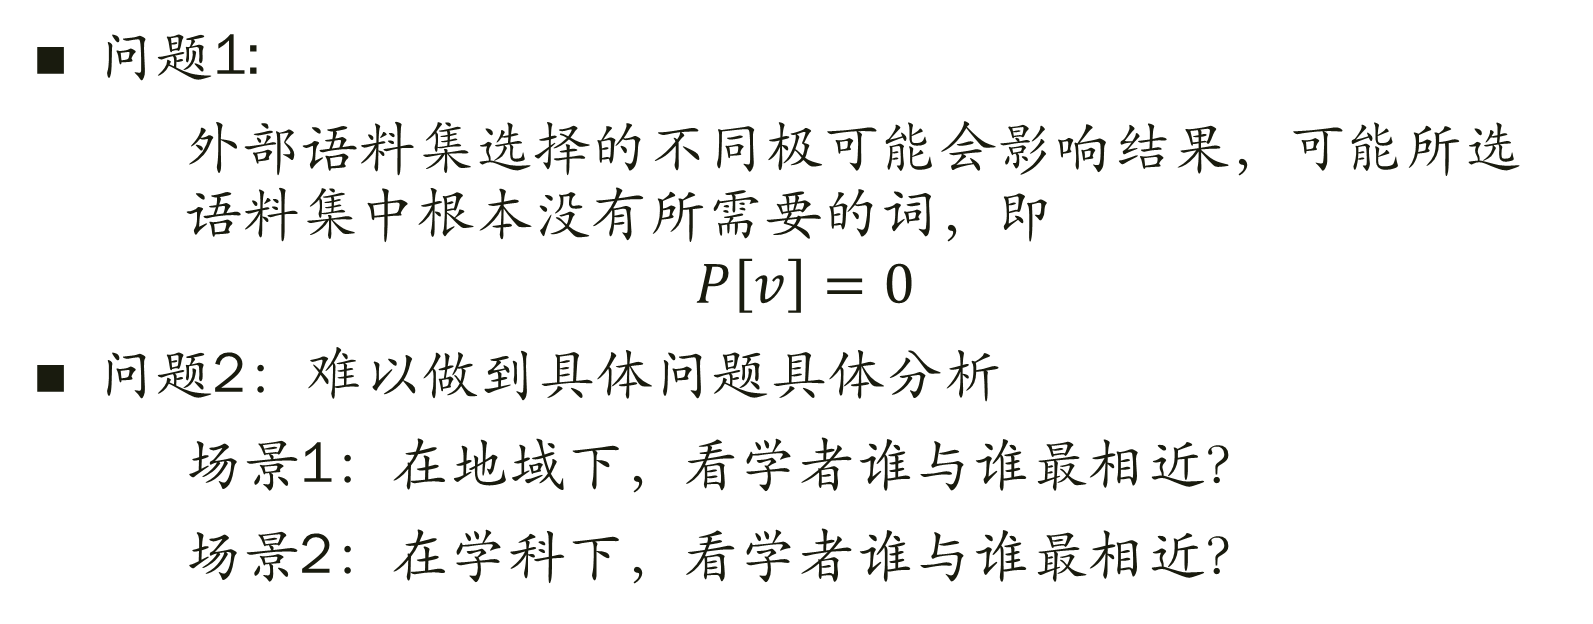 ■ 问题1:
外部语料集选择的不同极可能会影响结果，可能所选
语料集中根本没有所需要的词，即
P[v] = 0
■ 问题2：难以做到具体问题具体分析
场景1：在地域下，看学者谁与谁最相近?
场景2：在学科下，看学者谁与谁最相近?